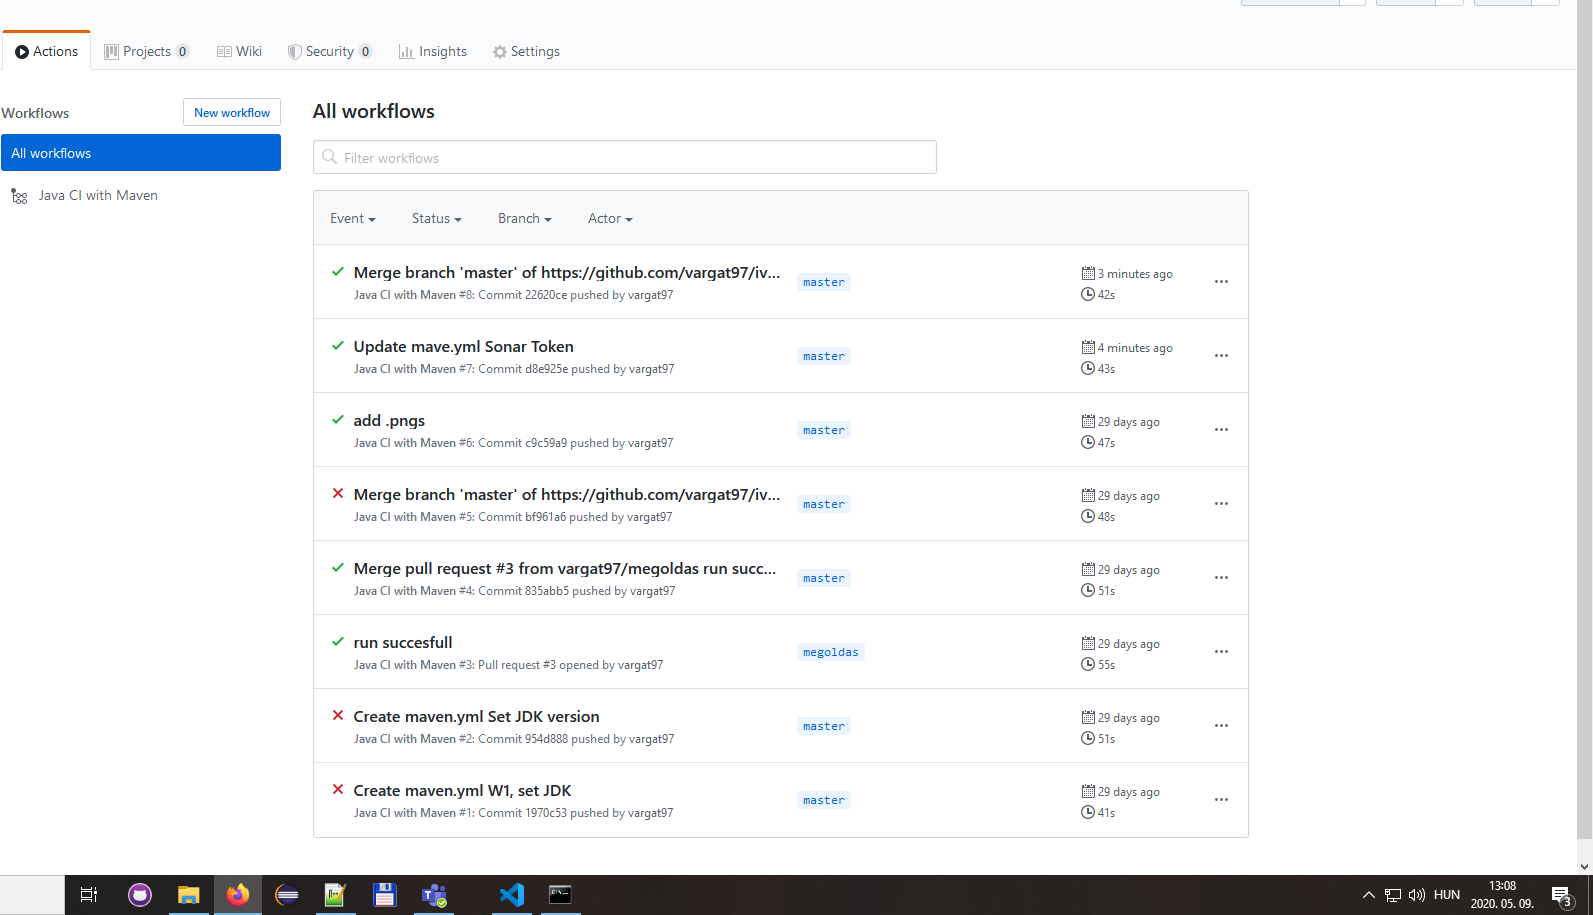 Actions Projects 0 Wiki Security 0 Insights Settings
Workflows
New workflow
All workflows
Java CI with Maven
All workflows
Filter workflows
Event Status Branch Actor
Merge branch 'master' of https://github.com/vargat97/iv...
Java CI with Maven #8: Commit 22620ce pushed by vargat97
master
3 minutes ago
42s
Update mave.yml Sonar Token
Java CI with Maven #7: Commit d8e925e pushed by vargat97
master
4 minutes ago
43s
add .pngs
Java CI with Maven #6: Commit c9c59a9 pushed by vargat97
master
29 days ago
47s
Merge branch 'master' of https://github.com/vargat97/iv...
Java CI with Maven #5: Commit bf961a6 pushed by vargat97
master
29 days ago
48s
Merge pull request #3 from vargat97/megoldas run succ...
Java CI with Maven #4: Commit 835abb5 pushed by vargat97
master
29 days ago
51s
run succesfull
Java CI with Maven #3: Pull request #3 opened by vargat97
megoldas
29 days ago
55s
Create maven.yml Set JDK version
Java CI with Maven #2: Commit 954d888 pushed by vargat97
master
29 days ago
51s
Create maven.yml W1, set JDK
Java CI with Maven #1: Commit 1970c53 pushed by vargat97
master
29 days ago
41s
HUN
13:08
2020. 05. 09.
3